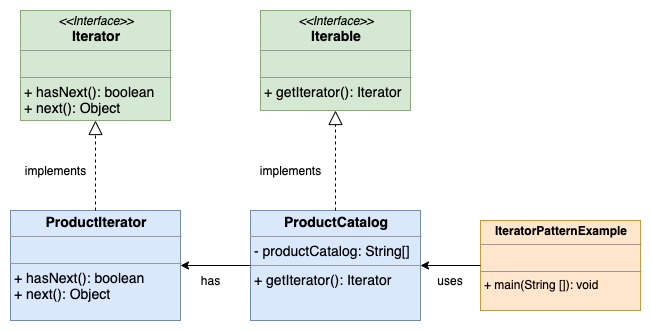 <<Interface>>
Iterator
+ hasNext(): boolean
+ next(): Object
<<Interface>>
Iterable
+ getIterator(): Iterator
implements
implements
ProductIterator
+ hasNext(): boolean
+ next(): Object
has
ProductCatalog
- productCatalog: String[]
+ getIterator(): Iterator
uses
IteratorPatternExample
+ main(String []): void